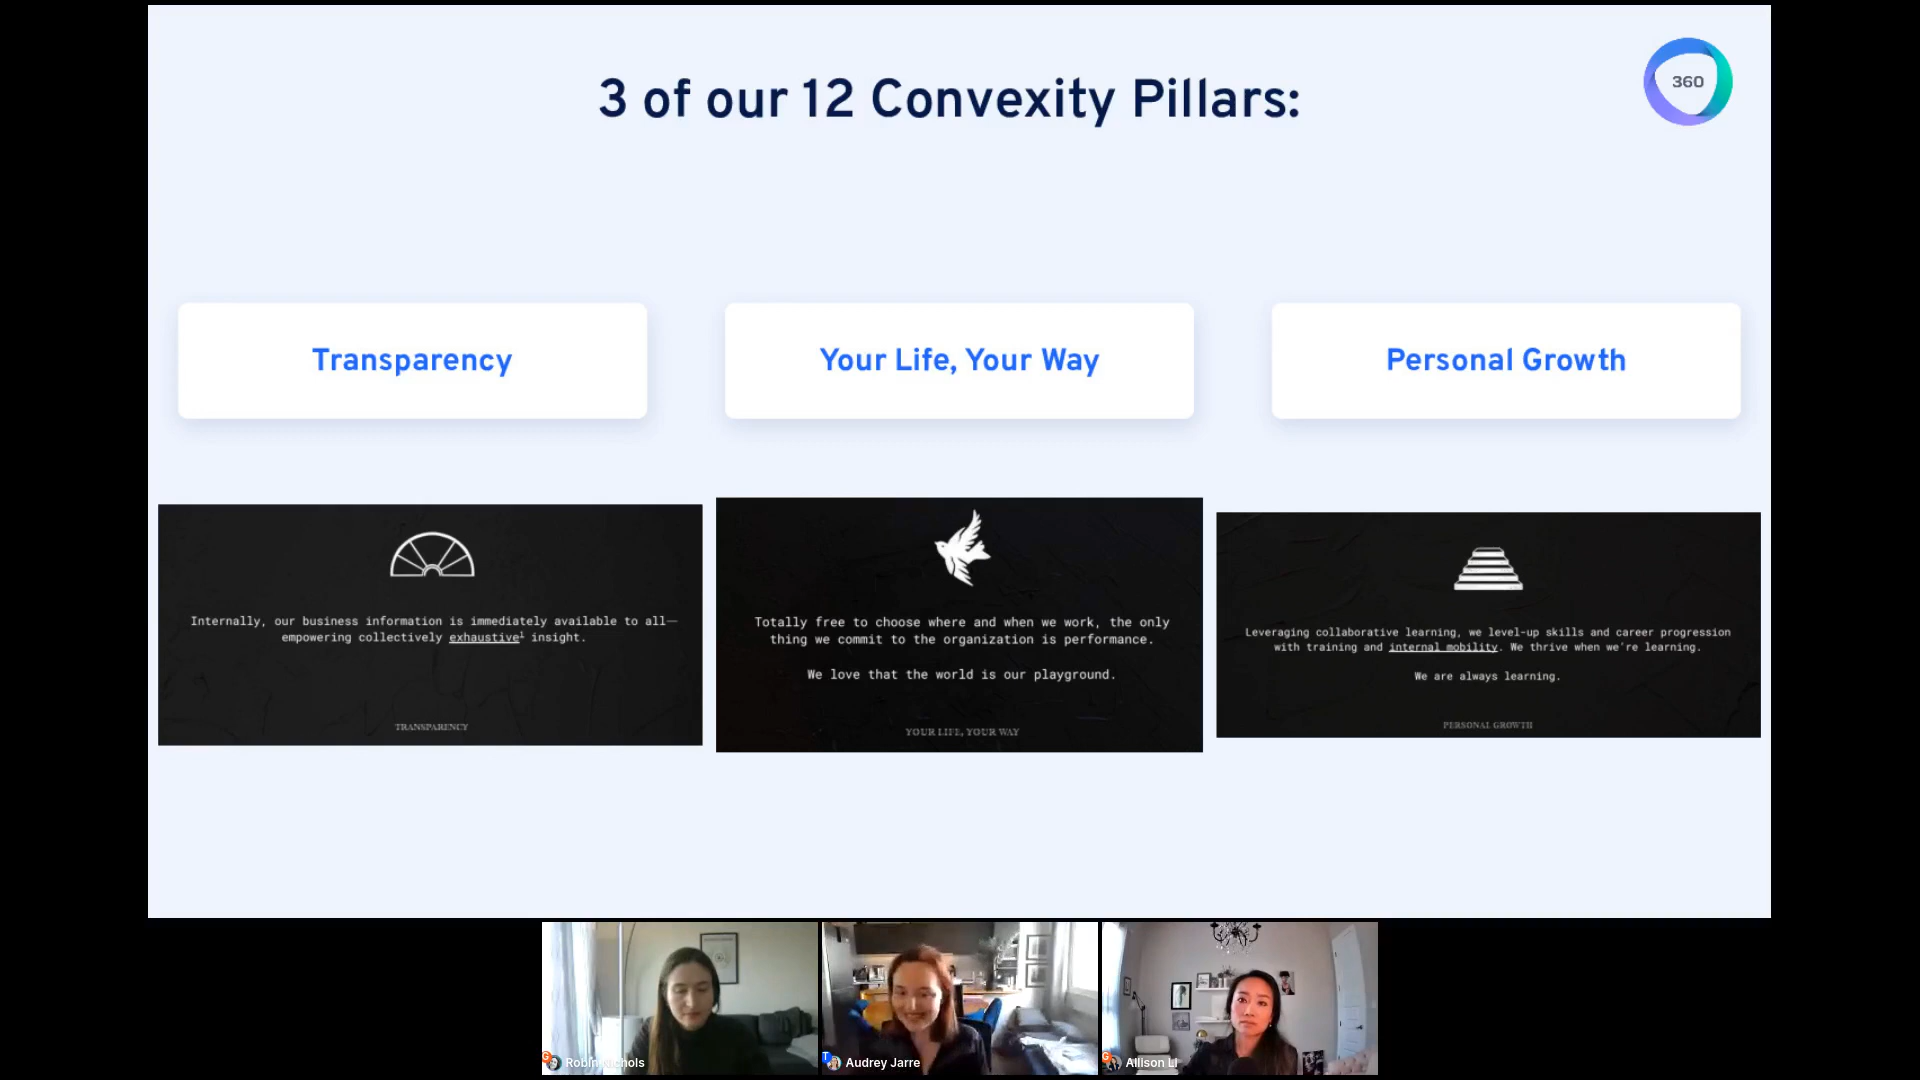 3 of our 12 Convexity Pillars:
360
Transparency
Your Life, Your Way
Personal Growth
Internally, our business information is immediately available to all—
empowering collectively exhaustive¹ insight.
TRANSPARENCY
Totally free to choose where and when we work, the only
thing we commit to the organization is performance.
We love that the world is our playground.
YOUR LIFE, YOUR WAY
Leveraging collaborative learning, we level-up skills and career progression
with training and internal mobility. We thrive when we're learning.
We are always learning.
PERSONAL GROWTH
Audrey Jarre
Allison Li